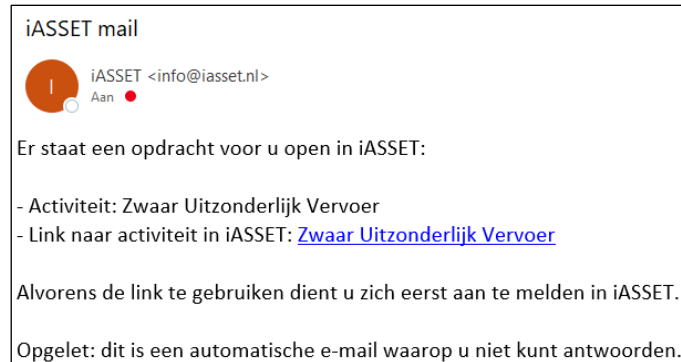 iASSET mail
I
iASSET <info@iasset.nl>
Aan
Er staat een opdracht voor u open in iASSET:
- Activiteit: Zwaar Uitzonderlijk Vervoer
- Link naar activiteit in iASSET: Zwaar Uitzonderlijk Vervoer
Alvorens de link te gebruiken dient u zich eerst aan te melden in iASSET.
Opgelet: dit is een automatische e-mail waarop u niet kunt antwoorden.